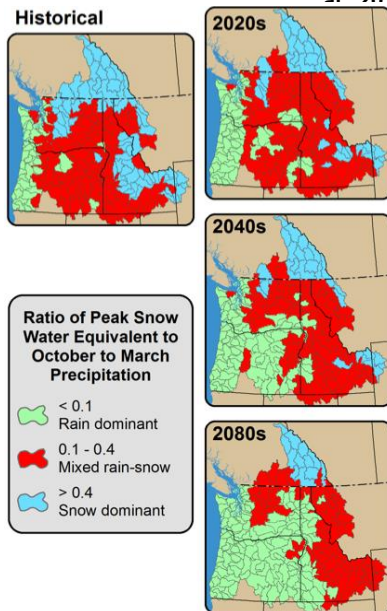 Historical
2020s
2040s
Ratio of Peak Snow
Water Equivalent to
October to March
Precipitation
< 0.1
Rain dominant
0.1 - 0.4
Mixed rain-snow
> 0.4
Snow dominant
2080s